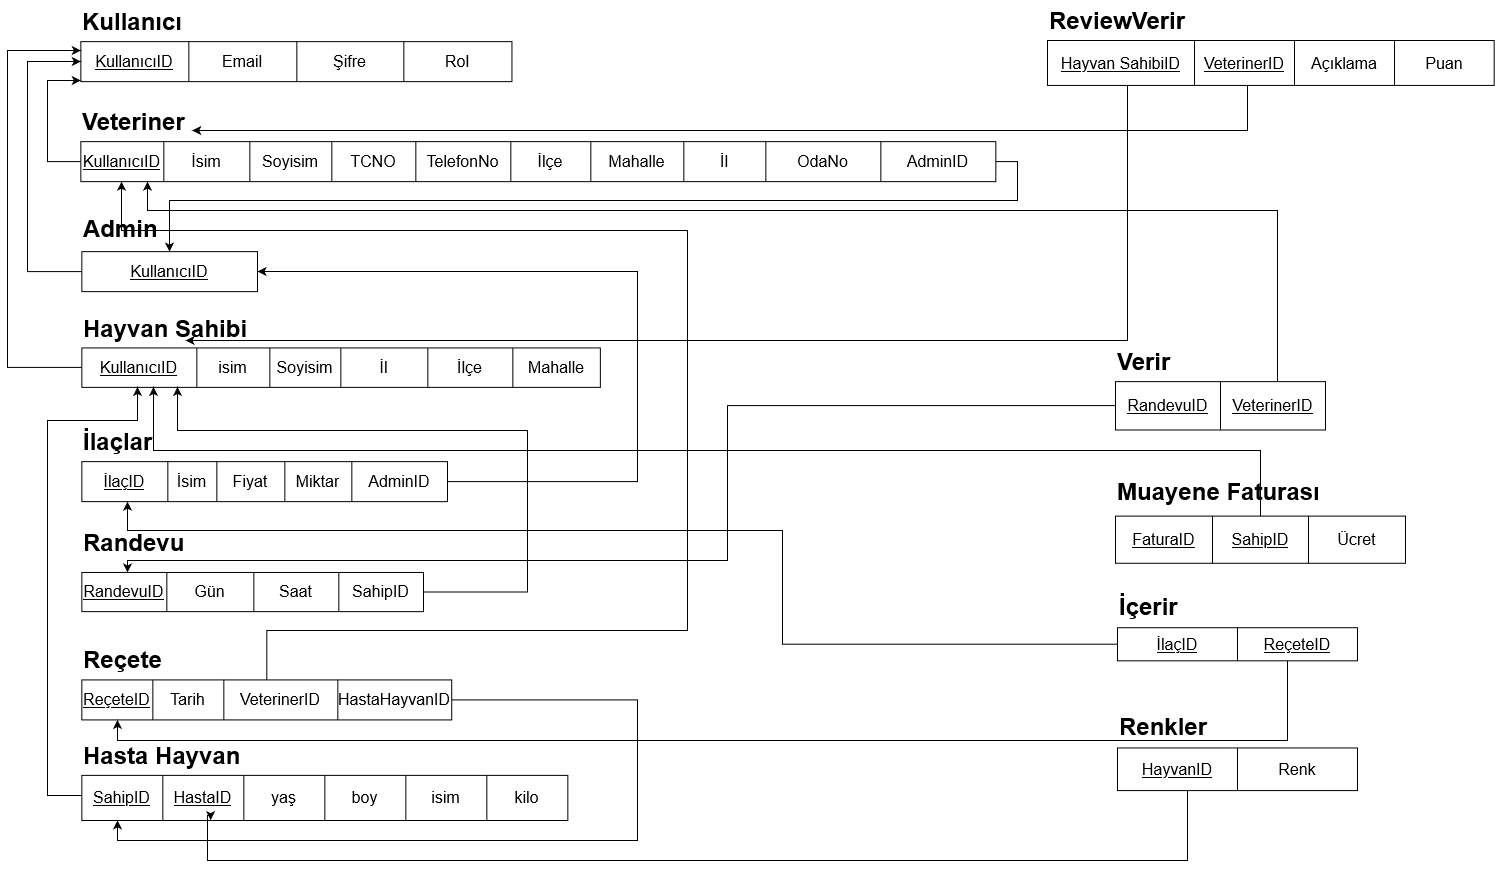 Kullanıcı
KullanıcıID Email Şifre Rol
ReviewVerir
Hayvan SahibiID VeterinerID Açıklama Puan
Veteriner
KullanıcıID İsim Soyisim TCNO TelefonNo İlçe Mahalle İl OdaNo AdminID
Admin
KullanıcıID
Hayvan Sahibi
KullanıcıID isim Soyisim İl İlçe Mahalle
Verir
RandevuID VeterinerID
İlaçlar
İlaçID İsim Fiyat Miktar AdminID
Muayene Faturası
FaturaID SahipID Ücret
Randevu
RandevuID Gün Saat SahipID
İçerir
İlaçID ReçeteID
Reçete
ReçeteID Tarih VeterinerID HastaHayvanID
Renkler
HayvanID Renk
Hasta Hayvan
SahipID HastaID yaş boy isim kilo